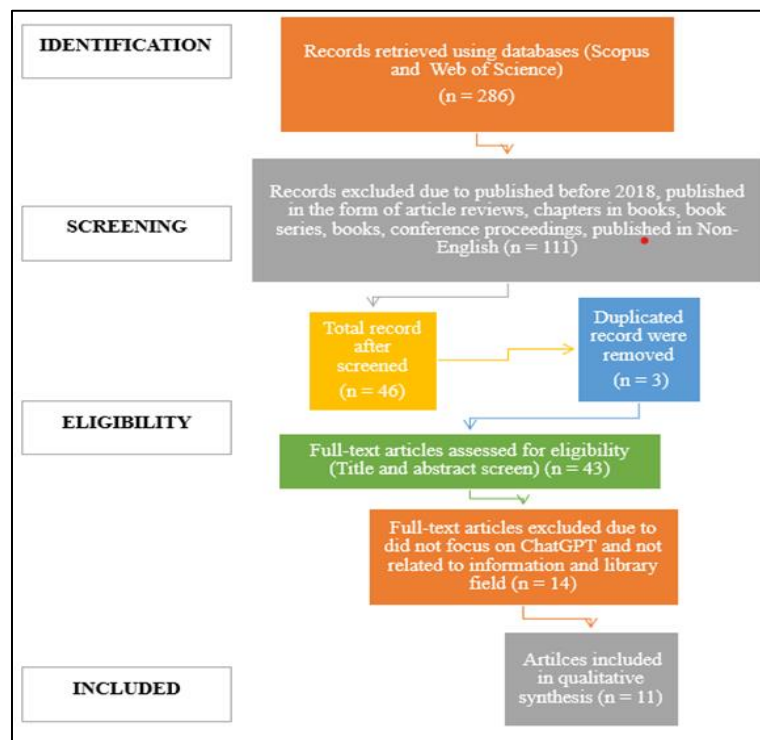 IDENTIFICATION
Records retrieved using databases (Scopus
and Web of Science)
(n = 286)
SCREENING
Records excluded due to published before 2018, published
in the form of article reviews, chapters in books, book
series, books, conference proceedings, published in Non-
English (n = 111)
Total record
after
screened
(n = 46)
Duplicated
record were
removed
(n = 3)
ELIGIBILITY
Full-text articles assessed for eligibility
(Title and abstract screen) (n = 43)
Full-text articles excluded due to
did not focus on ChatGPT and not
related to information and library
field (n = 14)
INCLUDED
Artilces included
in qualitative
synthesis (n = 11)